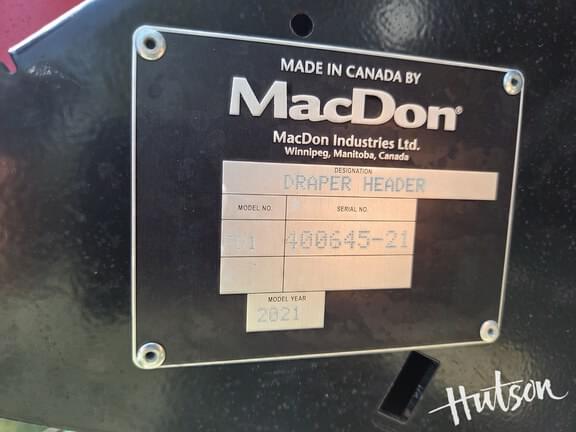 MADE IN CANADA BY
MacDon®
MacDon Industries Ltd.
Winnipeg, Manitoba, Canada
DESIGNATION
DRAPER HEADER
MODEL NO. SERIAL NO.
400645-21
MODEL YEAR
2021
Hutson